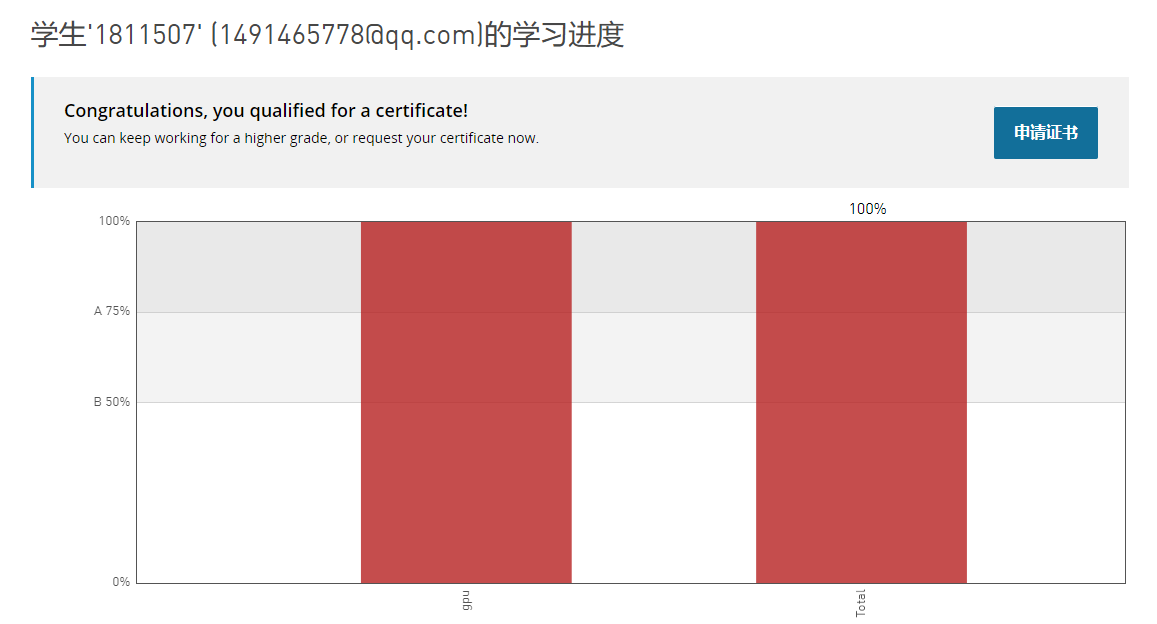 学生'1811507' (1491465778@qq.com)的学习进度
Congratulations, you qualified for a certificate!
You can keep working for a higher grade, or request your certificate now.
申请证书
100%
100%
A 75%
B 50%
0%
gpu
Total